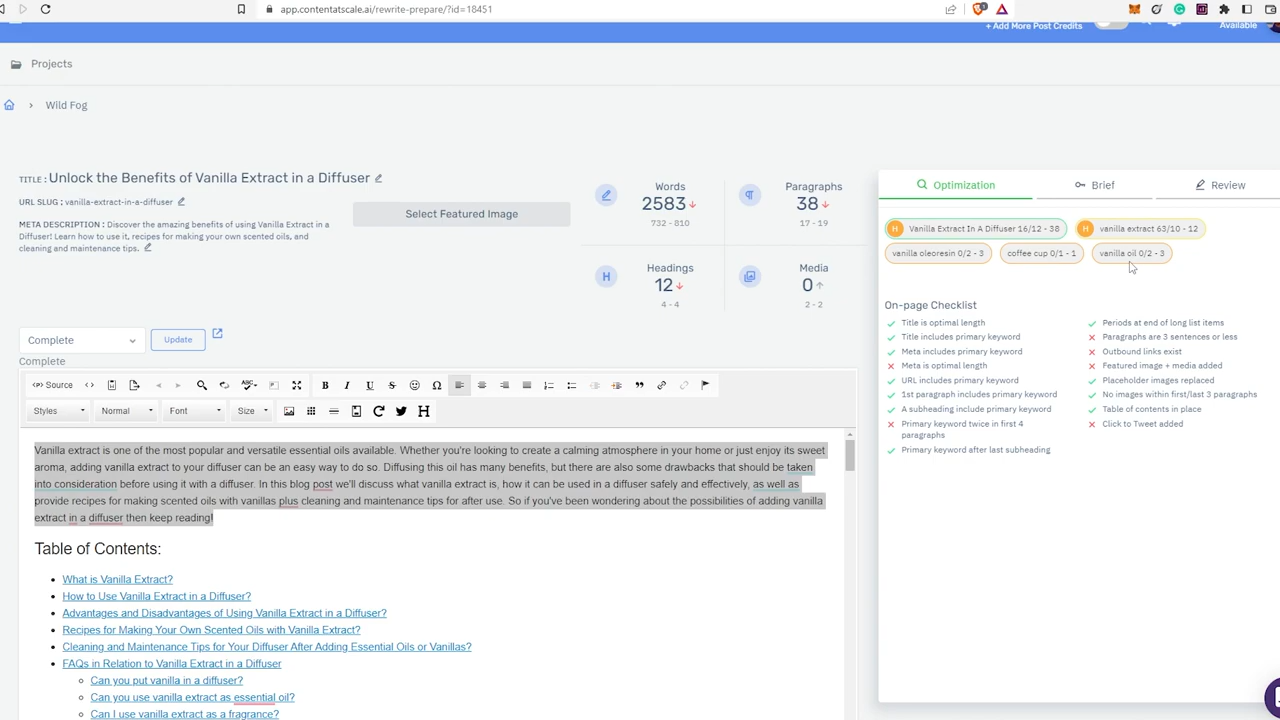 app.contentatscale.ai/rewrite-prepare/?id=18451
+ Add More Post Credits
Available
Projects
Wild Fog
TITLE : Unlock the Benefits of Vanilla Extract in a Diffuser
URL SLUG : vanilla-extract-in-a-diffuser
META DESCRIPTION : Discover the amazing benefits of using Vanilla Extract in a
Diffuser! Learn how to use it, recipes for making your own scented oils, and
cleaning and maintenance tips.
Select Featured Image
Words
2583
732 - 810
Paragraphs
38
17 - 19
H
Headings
12
4 - 4
Media
0
2 - 2
Complete
Update
Complete
Source
ABC
B I U S Ω
Styles
Normal
Font
Size
H
Vanilla extract is one of the most popular and versatile essential oils available. Whether you're looking to create a calming atmosphere in your home or just enjoy its sweet
aroma, adding vanilla extract to your diffuser can be an easy way to do so. Diffusing this oil has many benefits, but there are also some drawbacks that should be taken
into consideration before using it with a diffuser. In this blog post we'll discuss what vanilla extract is, how it can be used in a diffuser safely and effectively, as well as
provide recipes for making scented oils with vanillas plus cleaning and maintenance tips for after use. So if you've been wondering about the possibilities of adding vanilla
extract in a diffuser then keep reading!
Table of Contents:
What is Vanilla Extract?
How to Use Vanilla Extract in a Diffuser?
Advantages and Disadvantages of Using Vanilla Extract in a Diffuser?
Recipes for Making Your Own Scented Oils with Vanilla Extract?
Cleaning and Maintenance Tips for Your Diffuser After Adding Essential Oils or Vanillas?
FAQs in Relation to Vanilla Extract in a Diffuser
Can you put vanilla in a diffuser?
Can you use vanilla extract as essential oil?
Can I use vanilla extract as a fragrance?
Optimization
Brief
Review
H Vanilla Extract In A Diffuser 16/12 - 38
H vanilla extract 63/10 - 12
vanilla oleoresin 0/2 - 3
coffee cup 0/1 - 1
vanilla oil 0/2 - 3
On-page Checklist
Title is optimal length
Title includes primary keyword
Meta includes primary keyword
Meta is optimal length
URL includes primary keyword
1st paragraph includes primary keyword
A subheading include primary keyword
Primary keyword twice in first 4
paragraphs
Primary keyword after last subheading
Periods at end of long list items
Paragraphs are 3 sentences or less
Outbound links exist
Featured image + media added
Placeholder images replaced
No images within first/last 3 paragraphs
Table of contents in place
Click to Tweet added